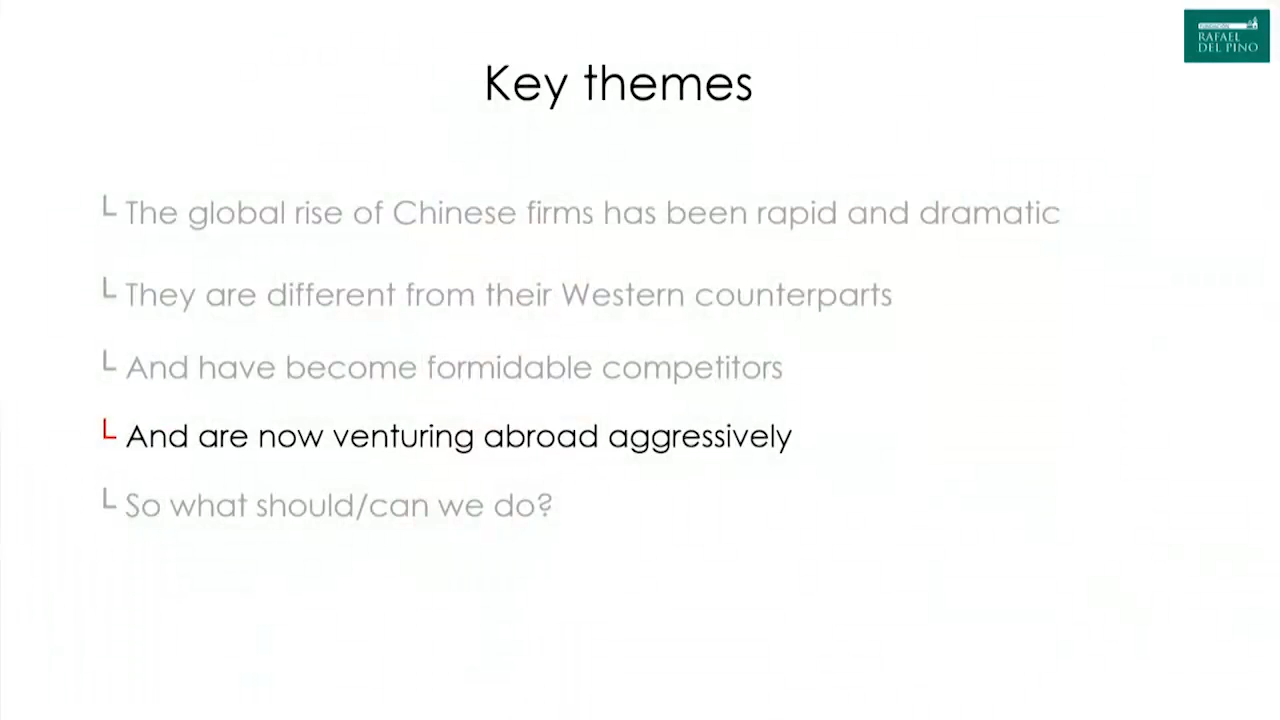 FUNDACIÓN
RAFAEL
DEL PINO
Key themes
The global rise of Chinese firms has been rapid and dramatic
They are different from their Western counterparts
And have become formidable competitors
And are now venturing abroad aggressively
So what should/can we do?